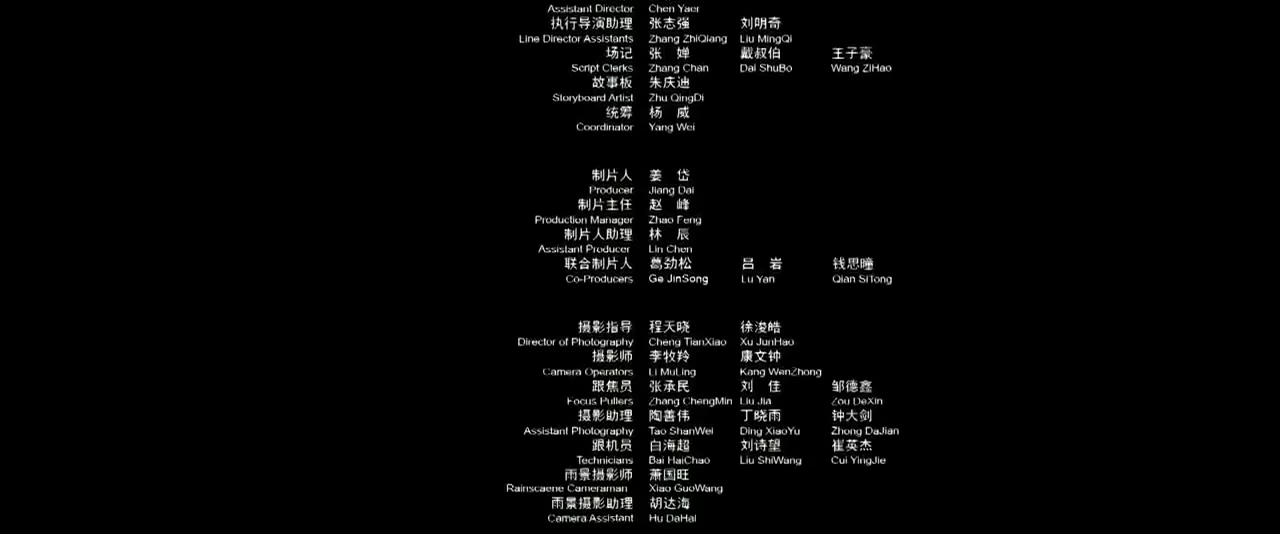 Assistant Director Chen Yaer
执行导演助理 张志强 刘明奇
Line Director Assistants Zhang ZhiQiang Liu MingQi
场记 张 婵 戴叔伯 王子豪
Script Clerks Zhang Chan Dai ShuBo Wang ZiHao
故事板 朱庆迪
Storyboard Artist Zhu QingDi
统筹 杨 威
Coordinator Yang Wei
制片人 姜 岱
Producer Jiang Dai
制片主任 赵 峰
Production Manager Zhao Feng
制片人助理 林 辰
Assistant Producer Lin Chen
联合制片人 葛劲松 吕 岩 钱思瞳
Co-Producers Ge JinSong Lu Yan Qian SiTong
摄影指导 程天晓 徐浚皓
Director of Photography Cheng TianXiao Xu JunHao
摄影师 李牧羚 康文钟
Camera Operators Li MuLing Kang WenZhong
跟焦员 张承民 刘 佳 邹德鑫
Focus Pullers Zhang ChengMin Liu Jia Zou DeXin
摄影助理 陶善伟 丁晓雨 钟大剑
Assistant Photography Tao ShanWei Ding XiaoYu Zhong DaJian
跟机员 白海超 刘诗望 崔英杰
Technicians Bai HaiChao Liu ShiWang Cui YingJie
雨景摄影师 萧国旺
Rainscaene Cameraman Xiao GuoWang
雨景摄影助理 胡达海
Camera Assistant Hu DaHai